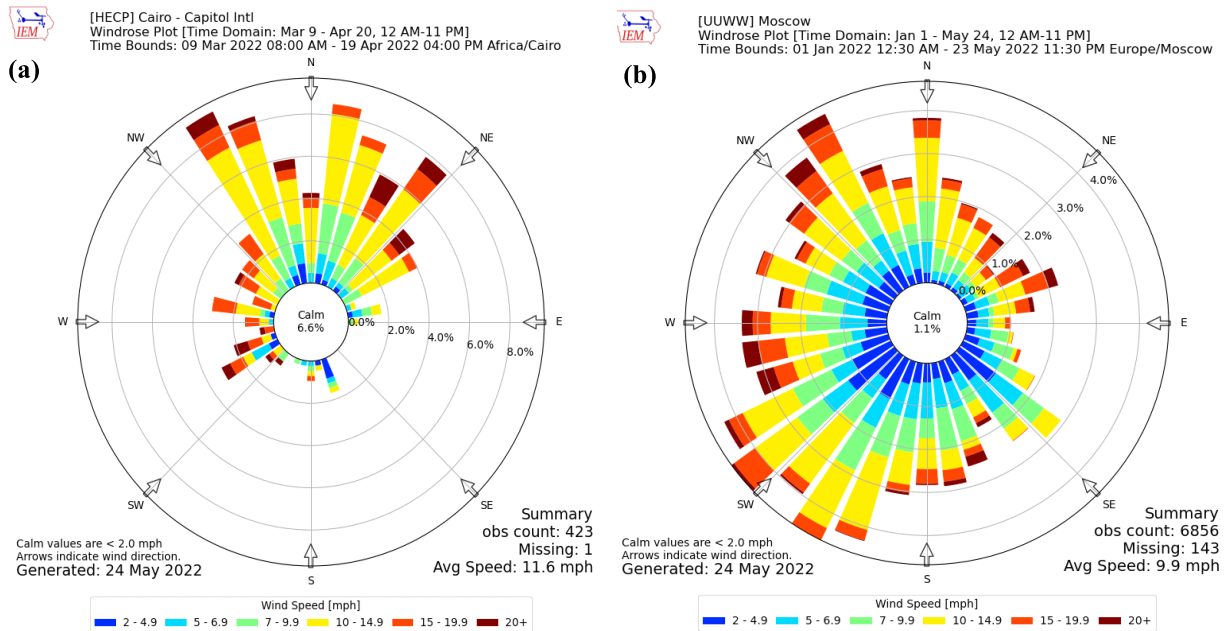 IEM
[HECP] Cairo - Capitol Intl
Windrose Plot [Time Domain: Mar 9 - Apr 20, 12 AM-11 PM]
Time Bounds: 09 Mar 2022 08:00 AM - 19 Apr 2022 04:00 PM Africa/Cairo
(a)
N
NW
NE
W
Calm
6.6%
0.0%
2.0%
4.0%
6.0%
8.0%
E
SW
SE
S
Calm values are < 2.0 mph
Arrows indicate wind direction.
Generated: 24 May 2022
Summary
obs count: 423
Missing: 1
Avg Speed: 11.6 mph
Wind Speed [mph]
2 - 4.9
5 - 6.9
7 - 9.9
10 - 14.9
15 - 19.9
20+
IEM
[UUWW] Moscow
Windrose Plot [Time Domain: Jan 1 - May 24, 12 AM-11 PM]
Time Bounds: 01 Jan 2022 12:30 AM - 23 May 2022 11:30 PM Europe/Moscow
(b)
N
NW
NE
4.0%
3.0%
2.0%
1.0%
0.0%
W
Calm
1.1%
E
SW
SE
S
Calm values are < 2.0 mph
Arrows indicate wind direction.
Generated: 24 May 2022
Summary
obs count: 6856
Missing: 143
Avg Speed: 9.9 mph
Wind Speed [mph]
2 - 4.9
5 - 6.9
7 - 9.9
10 - 14.9
15 - 19.9
20+